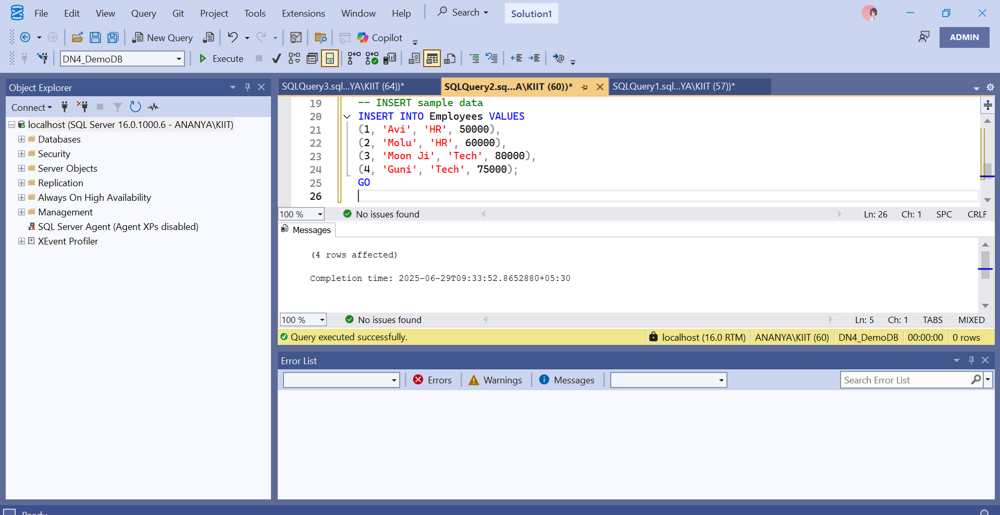 File Edit View Query Git Project Tools Extensions Window Help Search Solution1
New Query Copilot ADMIN
DN4_DemoDB Execute
Object Explorer
Connect
localhost (SQL Server 16.0.1000.6 - ANANYA\KIIT)
Databases
Security
Server Objects
Replication
Always On High Availability
Management
SQL Server Agent (Agent XPs disabled)
XEvent Profiler
SQLQuery3.sql...YA\KIIT (64))* SQLQuery2.sq...A\KIIT (60))* SQLQuery1.sql...YA\KIIT (57))*
19 -- INSERT sample data
20 INSERT INTO Employees VALUES
21 (1, 'Avi', 'HR', 50000),
22 (2, 'Molu', 'HR', 60000),
23 (3, 'Moon Ji', 'Tech', 80000),
24 (4, 'Guni', 'Tech', 75000);
25 GO
26
100 % No issues found Ln: 26 Ch: 1 SPC CRLF
Messages
(4 rows affected)
Completion time: 2025-06-29T09:33:52.8652880+05:30
100 % No issues found Ln: 5 Ch: 1 TABS MIXED
Query executed successfully. localhost (16.0 RTM) ANANYA\KIIT (60) DN4_DemoDB 00:00:00 0 rows
Error List
Errors Warnings Messages Search Error List
Ready